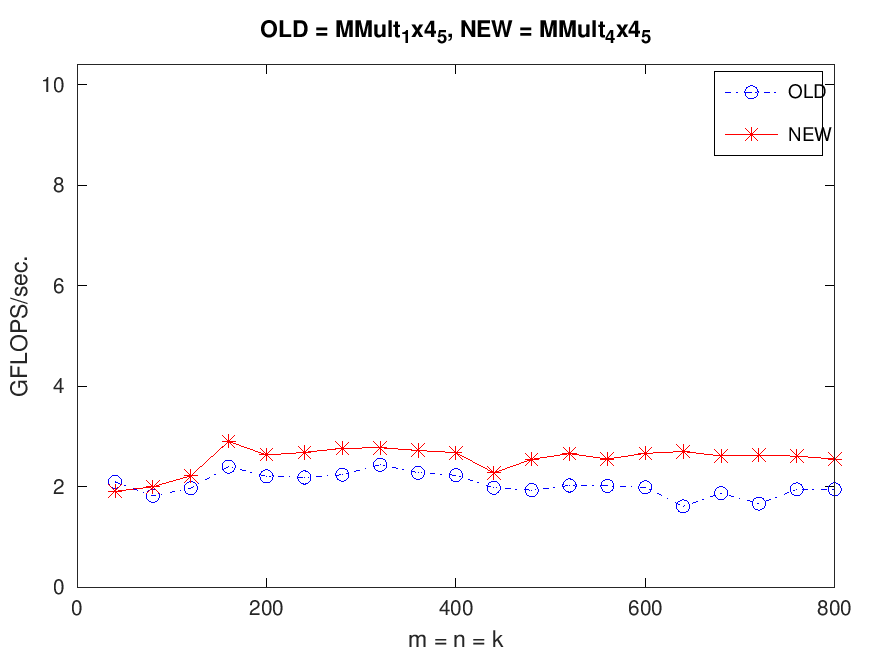 OLD = MMult₁x4₅, NEW = MMult₄x4₅
OLD
NEW
10
8
6
4
2
0
GFLOPS/sec.
0 200 400 600 800
m = n = k